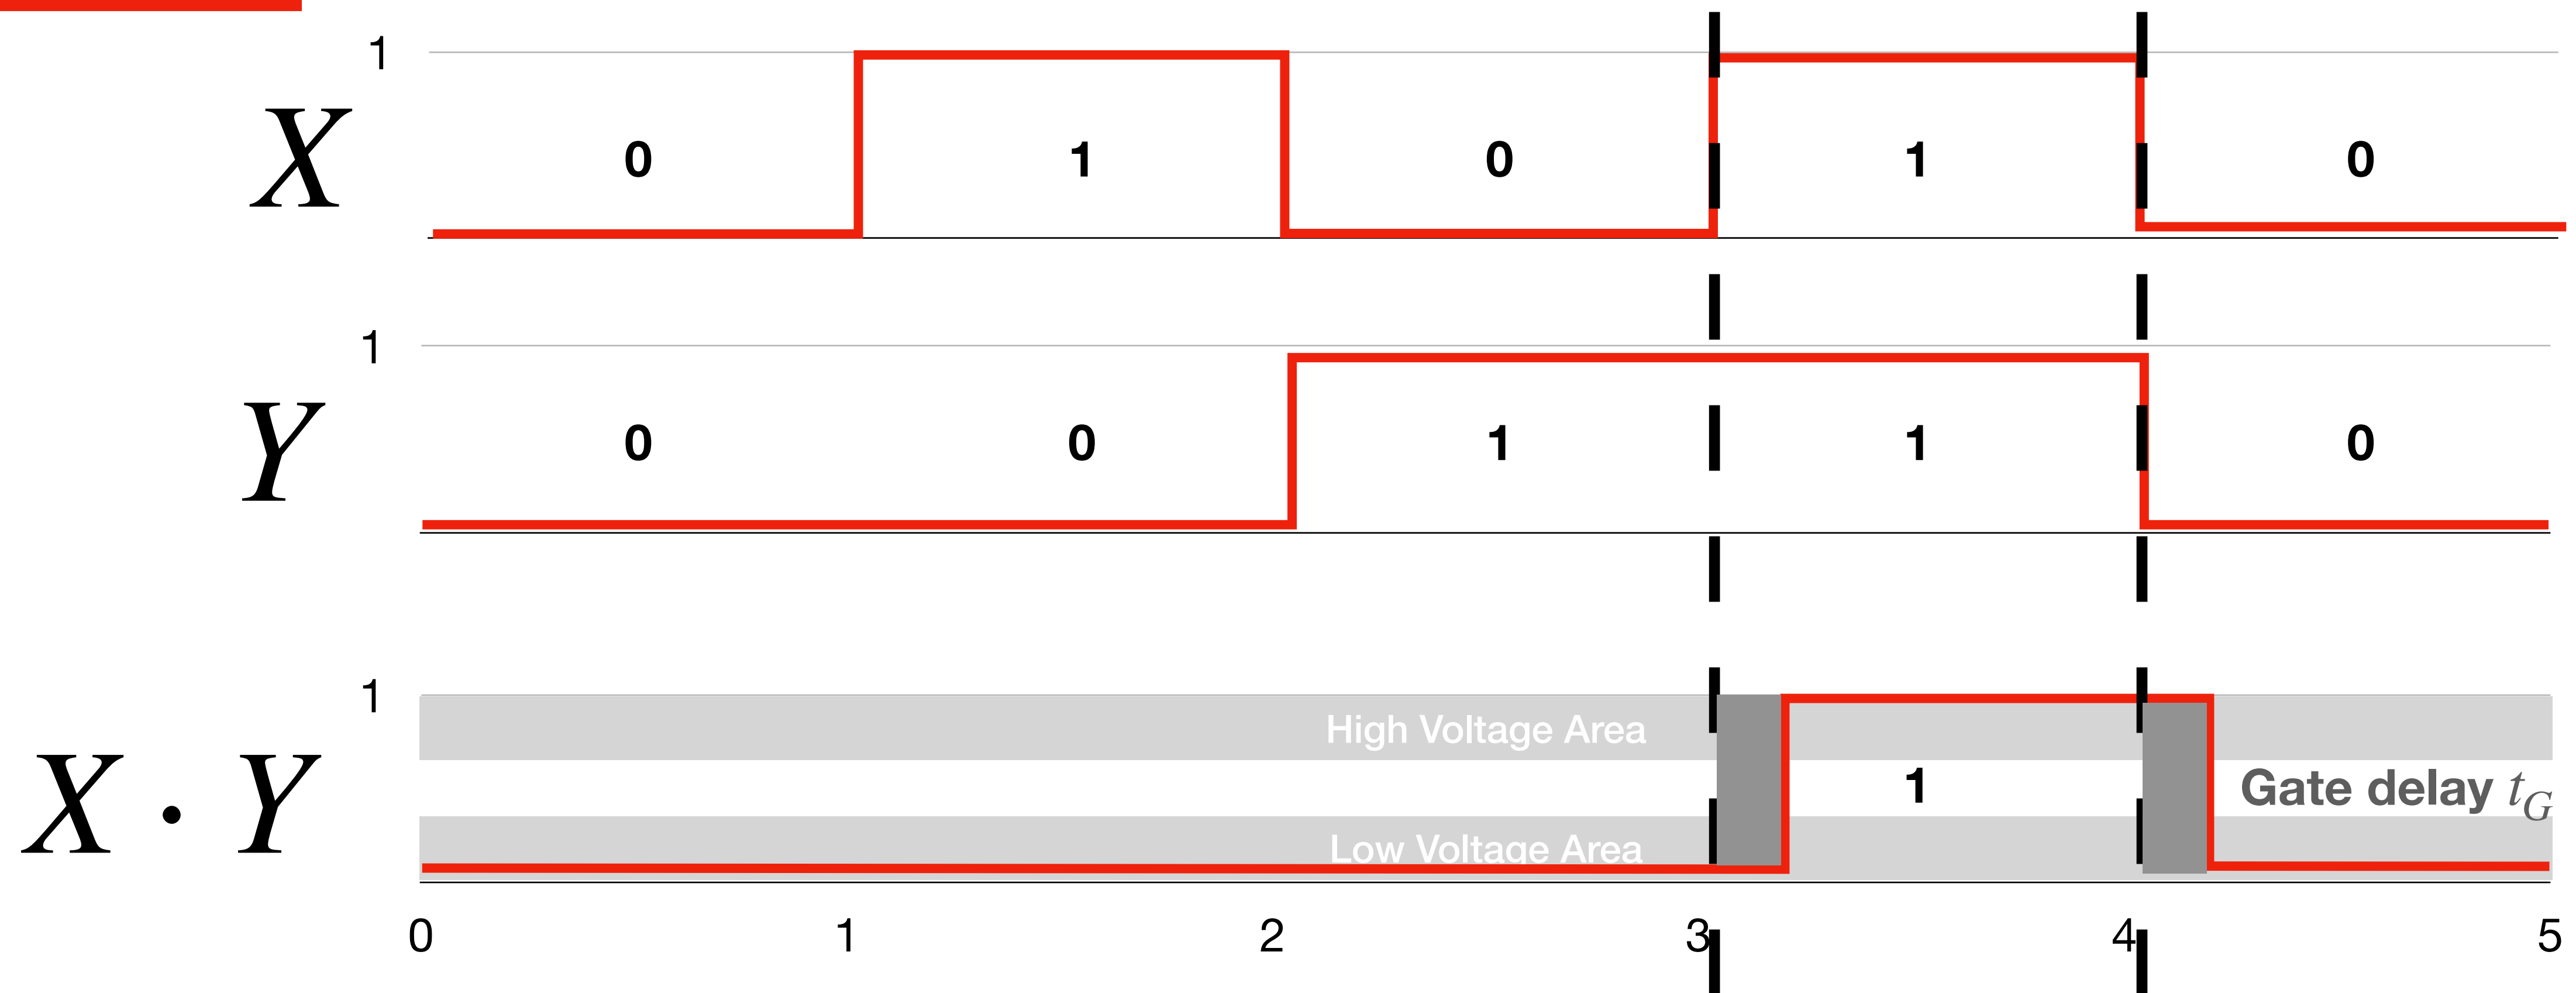 1
X 0 1 0 1 0
1
Y 0 0 1 1 0
1
High Voltage Area
X · Y 1 Gate delay t_G
Low Voltage Area
0 1 2 3 4 5